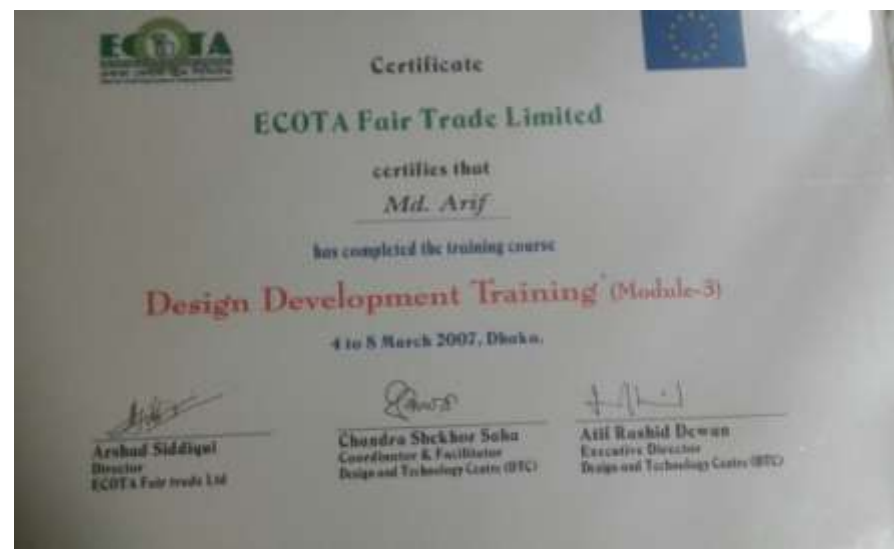 ECOTA
Certificate
ECOTA Fair Trade Limited
certifies that
Md. Arif
has completed the training course
Design Development Training (Module-3)
4 to 8 March 2007, Dhaka.
Arshad Siddiqui
Director
ECOTA Fair trade Ltd
Chandra Shekhor Saha
Coordinator & Facilitator
Design and Technology Centre (DTC)
Atif Rashid Dewan
Executive Director
Design and Technology Centre (DTC)